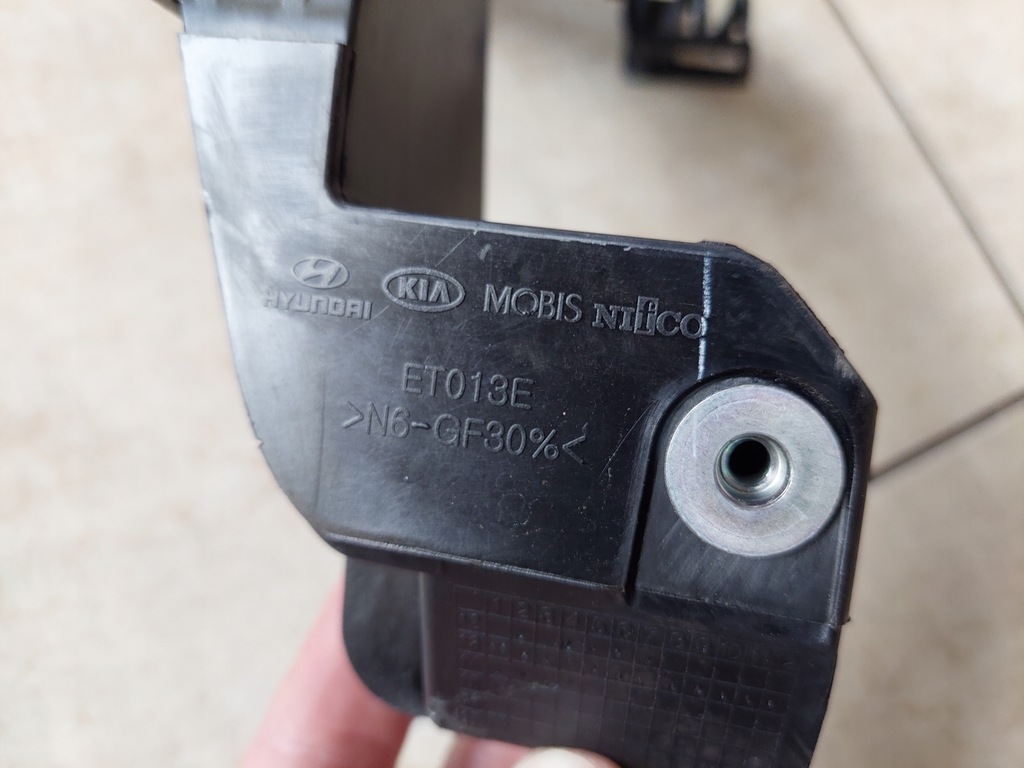 HYUNDAI KIA MOBIS NIfCO
ET013E
>N6-GF30%<